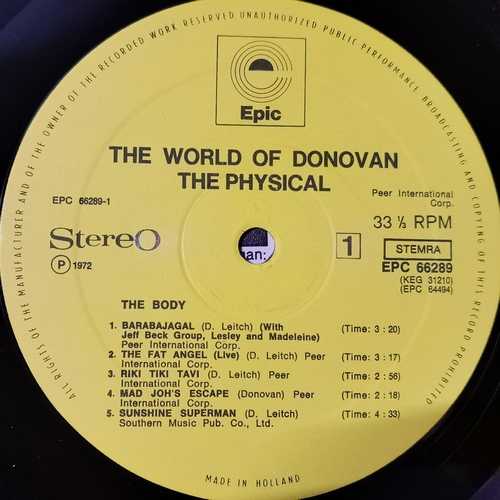 ALL RIGHTS OF THE MANUFACTURER AND OF THE OWNER OF THE RECORDED WORK RESERVED UNAUTHORIZED PUBLIC PERFORMANCE, BROADCASTING AND COPYING OF THIS RECORD PROHIBITED
Epic
THE WORLD OF DONOVAN
THE PHYSICAL
Peer International
Corp.
EPC 66289-1
33 ⅓ RPM
Stereo
an:
1
STEMRA
Ⓟ 1972
EPC 66289
(KEG 31210)
(EPC 64494)
THE BODY
1. BARABAJAGAL (D. Leitch) (With (Time: 3 : 20)
Jeff Beck Group, Lesley and Madeleine)
Peer International Corp.
2. THE FAT ANGEL (Live) (D. Leitch) Peer (Time: 3 : 17)
International Corp.
3. RIKI TIKI TAVI (D. Leitch) Peer (Time: 2 : 56)
International Corp.
4. MAD JOH'S ESCAPE (Donovan) Peer (Time: 2 : 18)
International Corp.
5. SUNSHINE SUPERMAN (D. Leitch) (Time: 4 : 33)
Southern Music Pub. Co., Ltd.
MADE IN HOLLAND